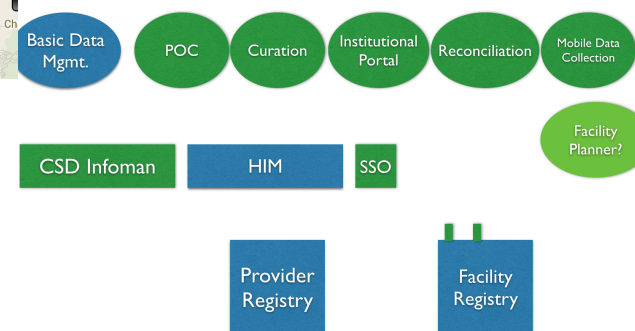 Ch
Basic Data
Mgmt.
POC
Curation
Institutional
Portal
Reconciliation
Mobile Data
Collection
Facility
Planner?
CSD Infoman
HIM
SSO
Provider
Registry
Facility
Registry